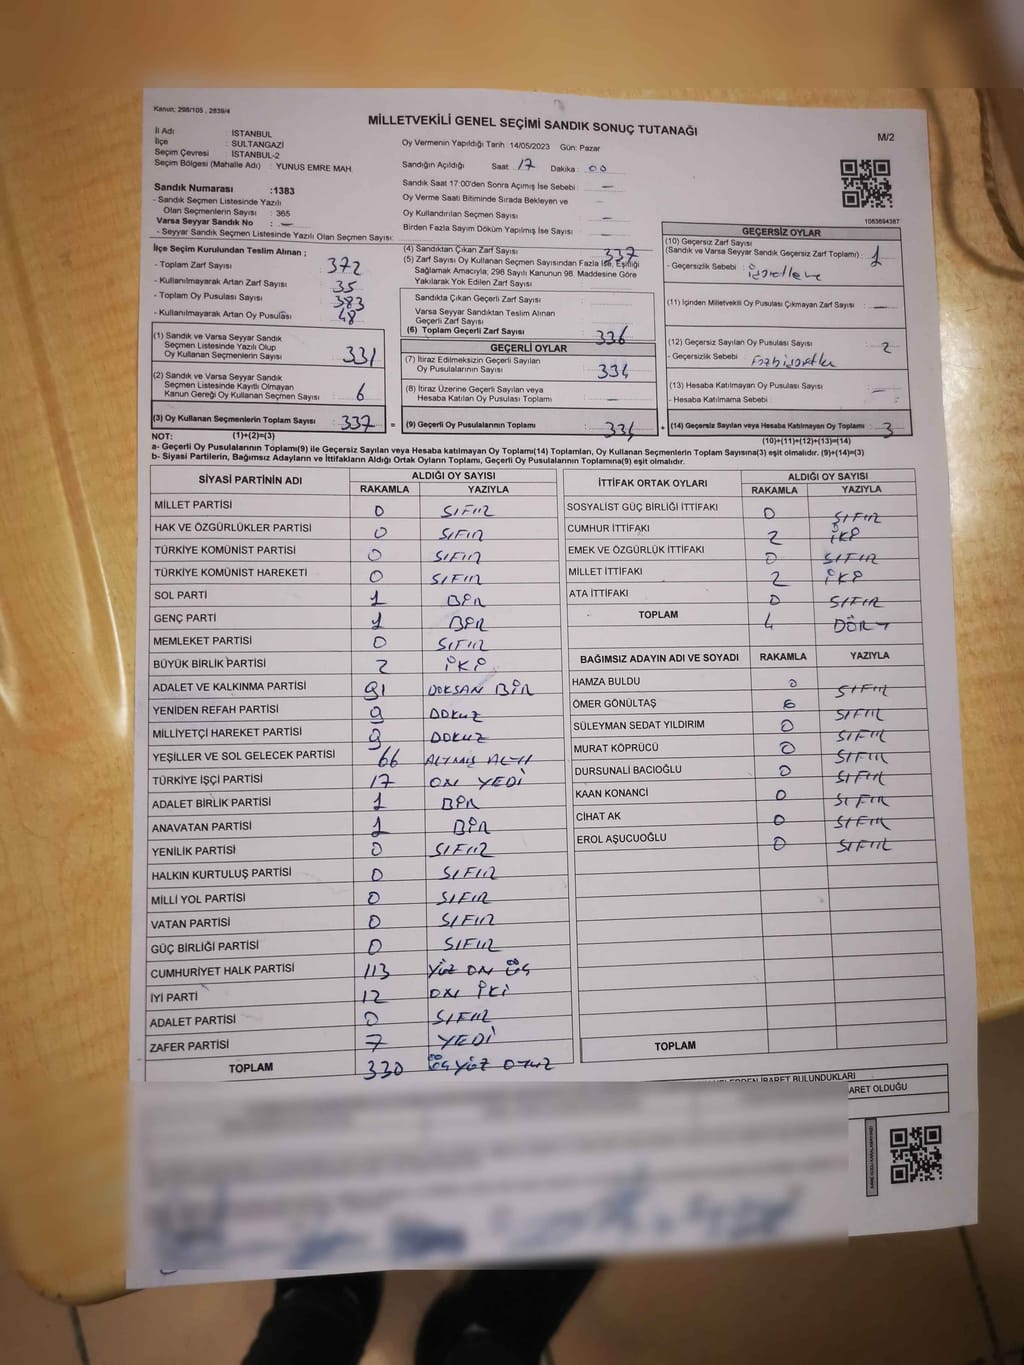 Kanun: 298/105 , 2839/4
MİLLETVEKİLİ GENEL SEÇİMİ SANDIK SONUÇ TUTANAĞI
M/2
İl Adı : İSTANBUL
İlçe : SULTANGAZİ
Seçim Çevresi : İSTANBUL-2
Seçim Bölgesi (Mahalle Adı) : YUNUS EMRE MAH.
Oy Vermenin Yapıldığı Tarih :14/05/2023 Gün: Pazar
Sandığın Açıldığı Saat: 17 Dakika : 00
Sandık Saat 17:00'den Sonra Açımış İse Sebebi : —
Oy Verme Saati Bitiminde Sırada Bekleyen ve
Oy Kullandırılan Seçmen Sayısı : —
Birden Fazla Sayım Döküm Yapılmış İse Sayısı : —
Sandık Numarası :1383
- Sandık Seçmen Listesinde Yazılı
Olan Seçmenlerin Sayısı : 365
Varsa Seyyar Sandık No : —
- Seyyar Sandık Seçmen Listesinde Yazılı Olan Seçmen Sayısı:
1083694387
İlçe Seçim Kurulundan Teslim Alınan ;
- Toplam Zarf Sayısı : 372
- Kullanılmayarak Artan Zarf Sayısı : 35
- Toplam Oy Pusulası Sayısı : 383
- Kullanılmayarak Artan Oy Pusulası : 48
(1) Sandık ve Varsa Seyyar Sandık
Seçmen Listesinde Yazılı Olup
Oy Kullanan Seçmenlerin Sayısı : 331
(2) Sandık ve Varsa Seyyar Sandık
Seçmen Listesinde Kayıtlı Olmayan
Kanun Gereği Oy Kullanan Seçmen Sayısı : 6
(3) Oy Kullanan Seçmenlerin Toplam Sayısı : 337 =
(4) Sandıktan Çıkan Zarf Sayısı : 337
(5) Zarf Sayısı Oy Kullanan Seçmen Sayısından Fazla İse, Eşitliği
Sağlamak Amacıyla; 298 Sayılı Kanunun 98. Maddesine Göre
Yakılarak Yok Edilen Zarf Sayısı :
Sandıkta Çıkan Geçerli Zarf Sayısı :
Varsa Seyyar Sandıktan Teslim Alınan
Geçerli Zarf Sayısı :
(6) Toplam Geçerli Zarf Sayısı : 336
GEÇERLİ OYLAR
(7) İtiraz Edilmeksizin Geçerli Sayılan
Oy Pusulalarının Sayısı : 334
(8) İtiraz Üzerine Geçerli Sayılan veya
Hesaba Katılan Oy Pusulası Toplamı : —
(9) Geçerli Oy Pusulalarının Toplamı : 334 +
GEÇERSİZ OYLAR
(10) Geçersiz Zarf Sayısı
(Sandık ve Varsa Seyyar Sandık Geçersiz Zarf Toplamı) : 1
- Geçersizlik Sebebi :
(11) İçinden Milletvekili Oy Pusulası Çıkmayan Zarf Sayısı : —
(12) Geçersiz Sayılan Oy Pusulası Sayısı : 2
- Geçersizlik Sebebi :
(13) Hesaba Katılmayan Oy Pusulası Sayısı : —
- Hesaba Katılmama Sebebi :
(14) Geçersiz Sayılan veya Hesaba Katılmayan Oy Toplamı : 3
NOT: (1)+(2)=(3) (10)+(11)+(12)+(13)=(14)
a- Geçerli Oy Pusulalarının Toplamı(9) ile Geçersiz Sayılan veya Hesaba katılmayan Oy Toplamı(14) Toplamları, Oy Kullanan Seçmenlerin Toplam Sayısına(3) eşit olmalıdır. (9)+(14)=(3)
b- Siyasi Partilerin, Bağımsız Adayların ve İttifakların Aldığı Ortak Oyların Toplamı, Geçerli Oy Pusulalarının Toplamına(9) eşit olmalıdır.
SİYASİ PARTİNİN ADI ALDIĞI OY SAYISI
RAKAMLA YAZIYLA
MİLLET PARTİSİ 0 SIFIR
HAK VE ÖZGÜRLÜKLER PARTİSİ 0 SIFIR
TÜRKİYE KOMÜNİST PARTİSİ 0 SIFIR
TÜRKİYE KOMÜNİST HAREKETİ 0 SIFIR
SOL PARTİ 1 BİR
GENÇ PARTİ 1 BİR
MEMLEKET PARTİSİ 0 SIFIR
BÜYÜK BİRLİK PARTİSİ 2 İKİ
ADALET VE KALKINMA PARTİSİ 91 DOKSAN BİR
YENİDEN REFAH PARTİSİ 9 DOKUZ
MİLLİYETÇİ HAREKET PARTİSİ 9 DOKUZ
YEŞİLLER VE SOL GELECEK PARTİSİ 66 ALTMIŞ ALTI
TÜRKİYE İŞÇİ PARTİSİ 17 ON YEDİ
ADALET BİRLİK PARTİSİ 1 BİR
ANAVATAN PARTİSİ 1 BİR
YENİLİK PARTİSİ 0 SIFIR
HALKIN KURTULUŞ PARTİSİ 0 SIFIR
MİLLİ YOL PARTİSİ 0 SIFIR
VATAN PARTİSİ 0 SIFIR
GÜÇ BİRLİĞİ PARTİSİ 0 SIFIR
CUMHURİYET HALK PARTİSİ 113 YÜZ ON ÜÇ
İYİ PARTİ 12 ON İKİ
ADALET PARTİSİ 0 SIFIR
ZAFER PARTİSİ 7 YEDİ
TOPLAM 330 ÜÇ YÜZ OTUZ
İTTİFAK ORTAK OYLARI ALDIĞI OY SAYISI
RAKAMLA YAZIYLA
SOSYALİST GÜÇ BİRLİĞİ İTTİFAKI 0 SIFIR
CUMHUR İTTİFAKI 2 İKİ
EMEK VE ÖZGÜRLÜK İTTİFAKI 0 SIFIR
MİLLET İTTİFAKI 2 İKİ
ATA İTTİFAKI 0 SIFIR
TOPLAM 4 DÖRT
BAĞIMSIZ ADAYIN ADI VE SOYADI RAKAMLA YAZIYLA
HAMZA BULDU 0 SIFIR
ÖMER GÖNÜLTAŞ 0 SIFIR
SÜLEYMAN SEDAT YILDIRIM 0 SIFIR
MURAT KÖPRÜCÜ 0 SIFIR
DURSUNALİ BACIOĞLU 0 SIFIR
KAAN KONANCİ 0 SIFIR
CİHAT AK 0 SIFIR
EROL AŞUCUOĞLU 0 SIFIR
TOPLAM
İBARET BULUNDUKLARI
ARET OLDUĞU